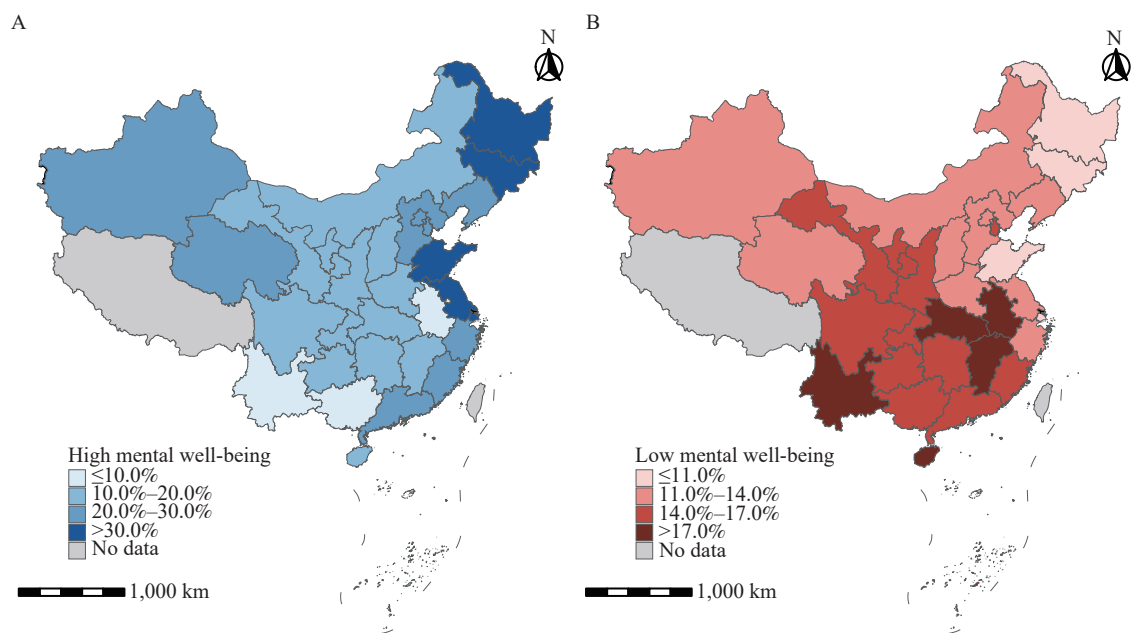 A
N
High mental well-being
≤10.0%
10.0%–20.0%
20.0%–30.0%
>30.0%
No data
1,000 km
B
N
Low mental well-being
≤11.0%
11.0%–14.0%
14.0%–17.0%
>17.0%
No data
1,000 km